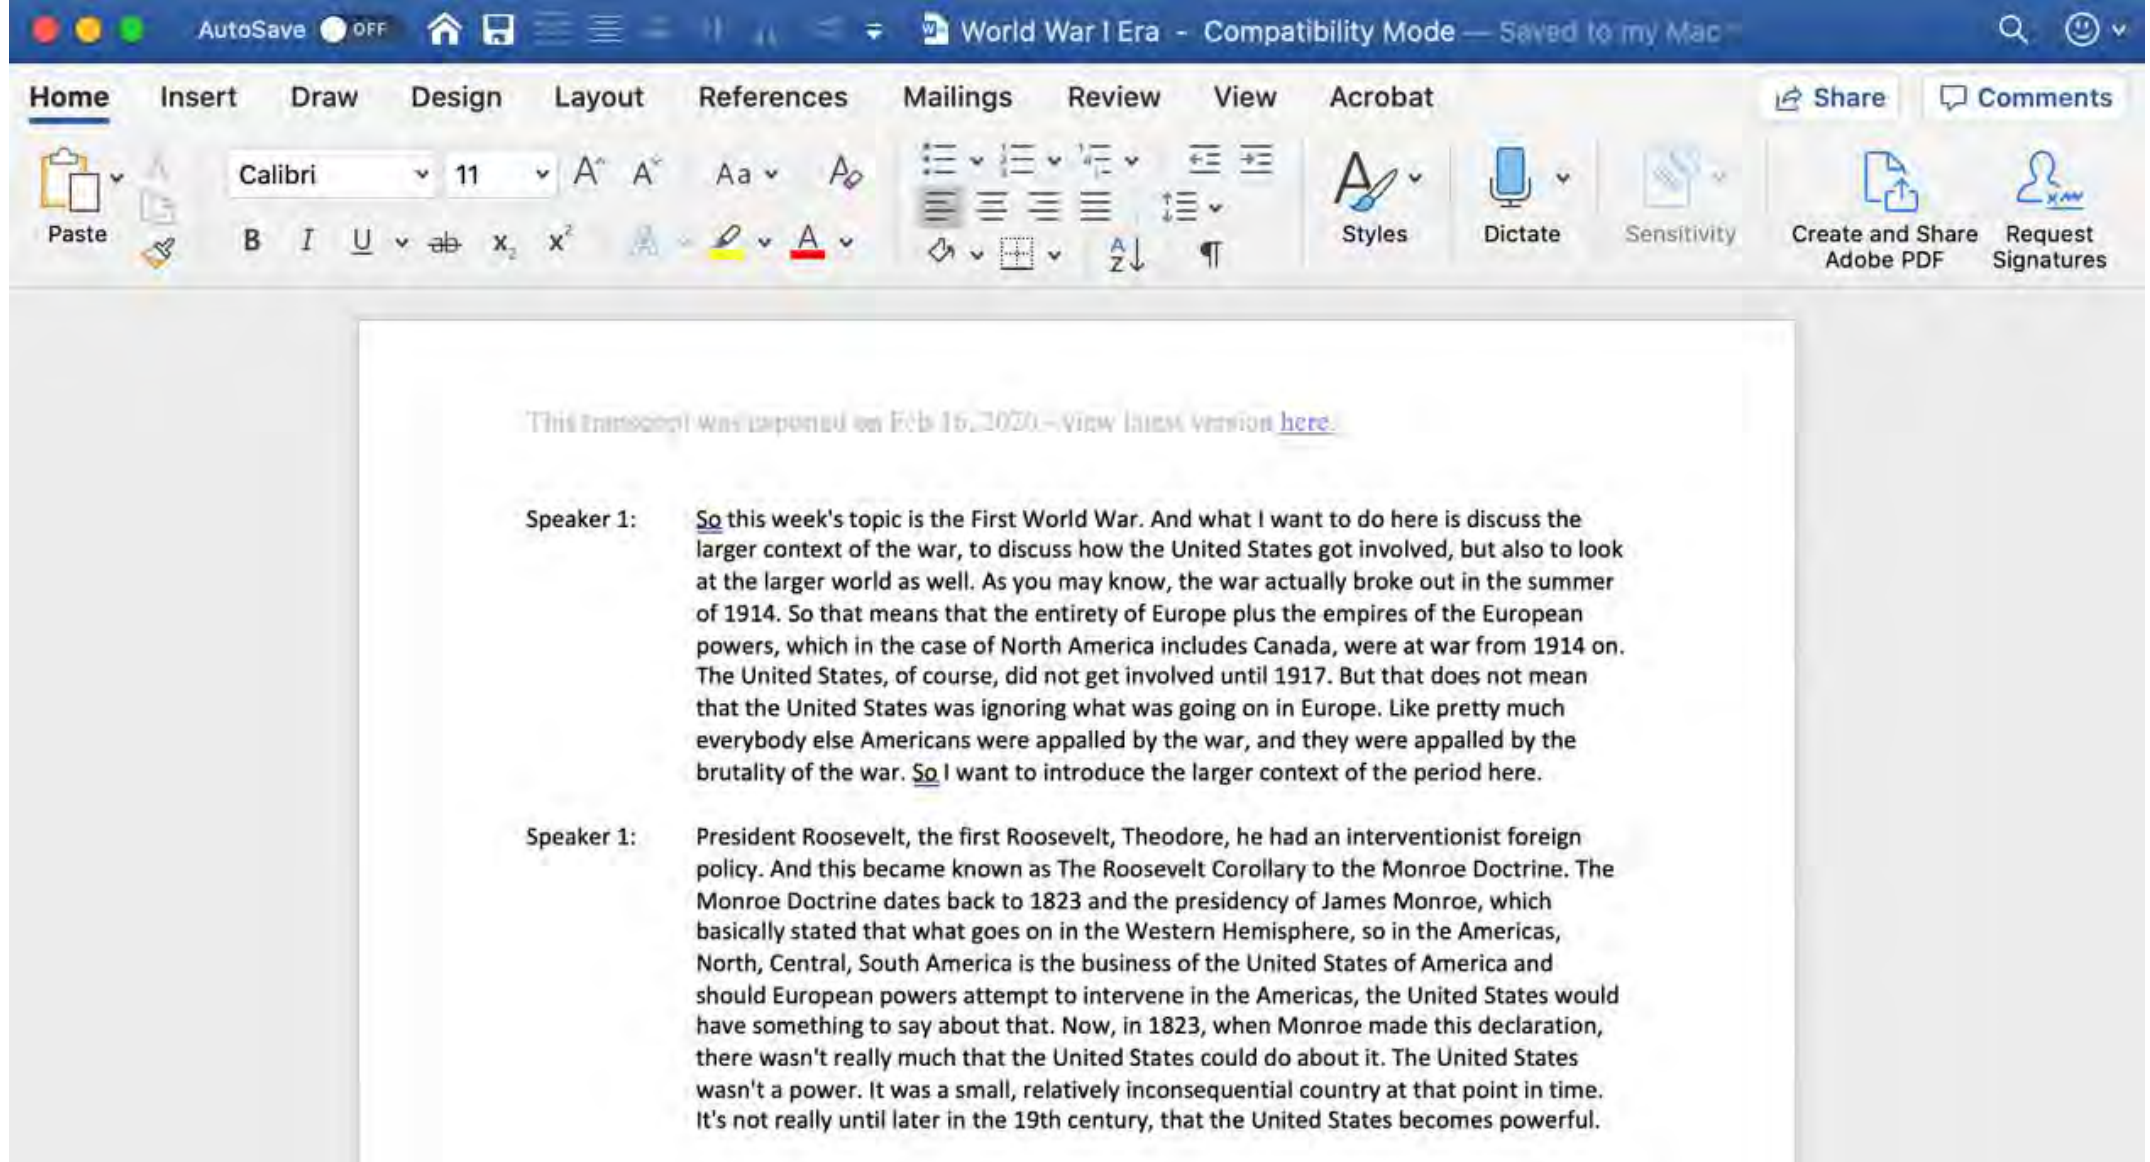 AutoSave OFF World War I Era - Compatibility Mode — Saved to my Mac
Home Insert Draw Design Layout References Mailings Review View Acrobat Share Comments
Paste Calibri 11 Aa Styles Dictate Sensitivity Create and Share Adobe PDF Request Signatures
This transcript was exported on Feb 16, 2020 - view latest version here.
Speaker 1: So this week's topic is the First World War. And what I want to do here is discuss the
larger context of the war, to discuss how the United States got involved, but also to look
at the larger world as well. As you may know, the war actually broke out in the summer
of 1914. So that means that the entirety of Europe plus the empires of the European
powers, which in the case of North America includes Canada, were at war from 1914 on.
The United States, of course, did not get involved until 1917. But that does not mean
that the United States was ignoring what was going on in Europe. Like pretty much
everybody else Americans were appalled by the war, and they were appalled by the
brutality of the war. So I want to introduce the larger context of the period here.
Speaker 1: President Roosevelt, the first Roosevelt, Theodore, he had an interventionist foreign
policy. And this became known as The Roosevelt Corollary to the Monroe Doctrine. The
Monroe Doctrine dates back to 1823 and the presidency of James Monroe, which
basically stated that what goes on in the Western Hemisphere, so in the Americas,
North, Central, South America is the business of the United States of America and
should European powers attempt to intervene in the Americas, the United States would
have something to say about that. Now, in 1823, when Monroe made this declaration,
there wasn't really much that the United States could do about it. The United States
wasn't a power. It was a small, relatively inconsequential country at that point in time.
It's not really until later in the 19th century, that the United States becomes powerful.